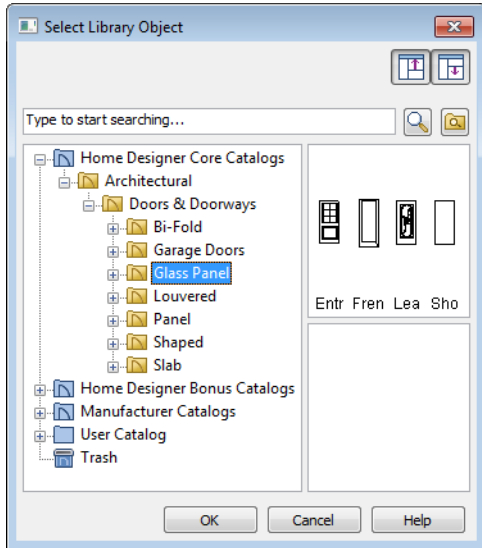 Select Library Object
Type to start searching...
Home Designer Core Catalogs
Architectural
Doors & Doorways
Bi-Fold
Garage Doors
Glass Panel
Louvered
Panel
Shaped
Slab
Home Designer Bonus Catalogs
Manufacturer Catalogs
User Catalog
Trash
Entr Fren Lea Sho
OK Cancel Help